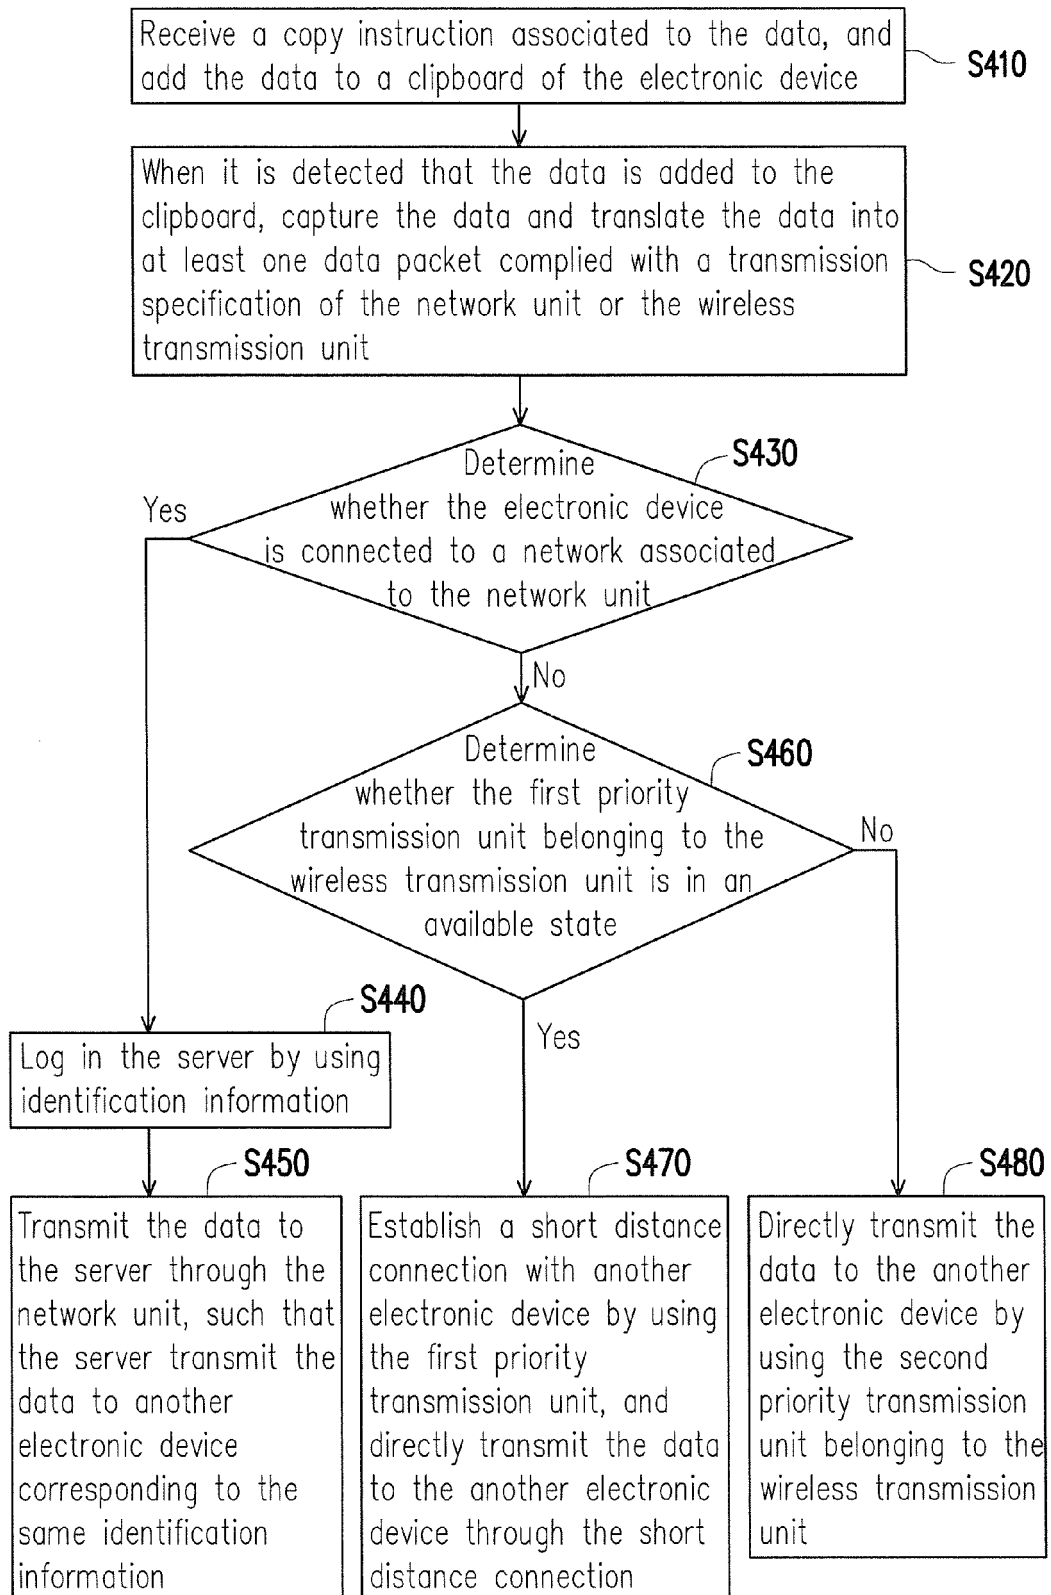 Receive a copy instruction associated to the data, and
add the data to a clipboard of the electronic device
S410
When it is detected that the data is added to the
clipboard, capture the data and translate the data into
at least one data packet complied with a transmission
specification of the network unit or the wireless
transmission unit
S420
S430
Determine
whether the electronic device
is connected to a network associated
to the network unit
Yes
No
S460
Determine
whether the first priority
transmission unit belonging to the
wireless transmission unit is in an
available state
No
Yes
S440
Log in the server by using
identification information
S450
Transmit the data to
the server through the
network unit, such that
the server transmit the
data to another
electronic device
corresponding to the
same identification
information
S470
Establish a short distance
connection with another
electronic device by using
the first priority
transmission unit, and
directly transmit the data
to the another electronic
device through the short
distance connection
S480
Directly transmit the
data to the another
electronic device by
using the second
priority transmission
unit belonging to the
wireless transmission
unit